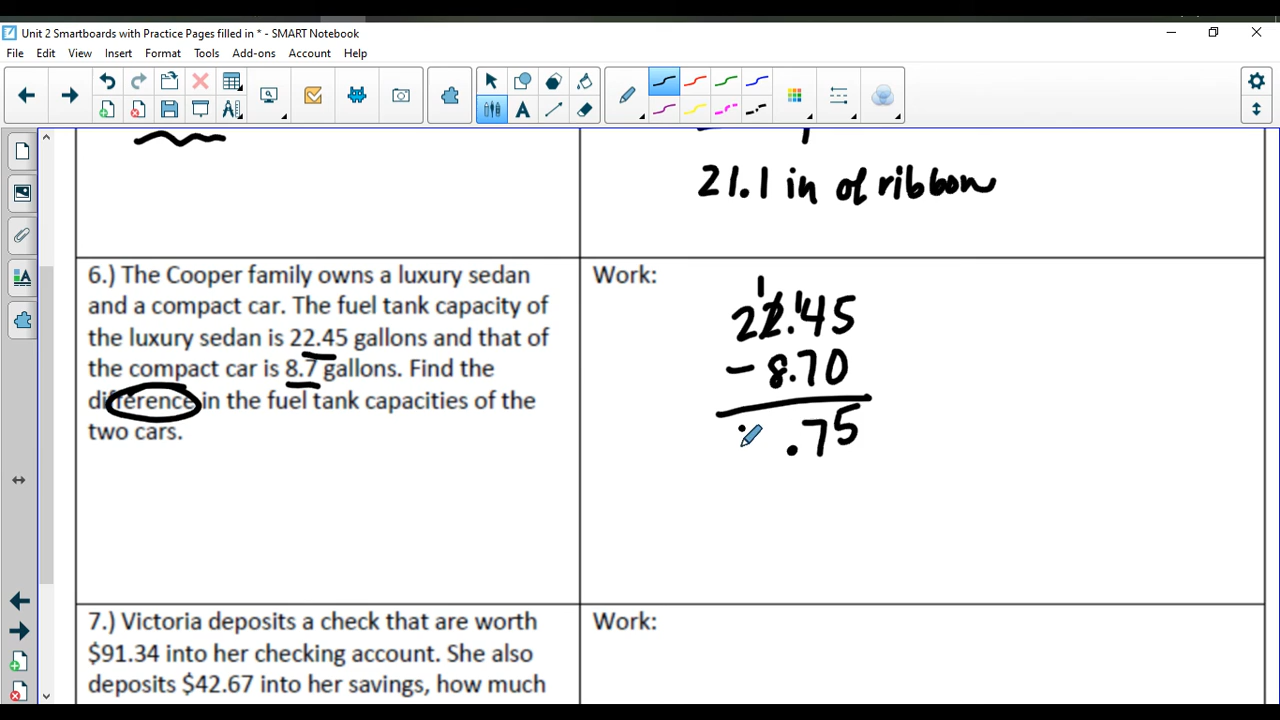 Unit 2 Smartboards with Practice Pages filled in * - SMART Notebook
File Edit View Insert Format Tools Add-ons Account Help
21.1 in of ribbon
6.) The Cooper family owns a luxury sedan
and a compact car. The fuel tank capacity of
the luxury sedan is 22.45 gallons and that of
the compact car is 8.7 gallons. Find the
difference in the fuel tank capacities of the
two cars.
Work:
1 1
22.45
- 8.70
.75
7.) Victoria deposits a check that are worth
$91.34 into her checking account. She also
deposits $42.67 into her savings, how much
Work: